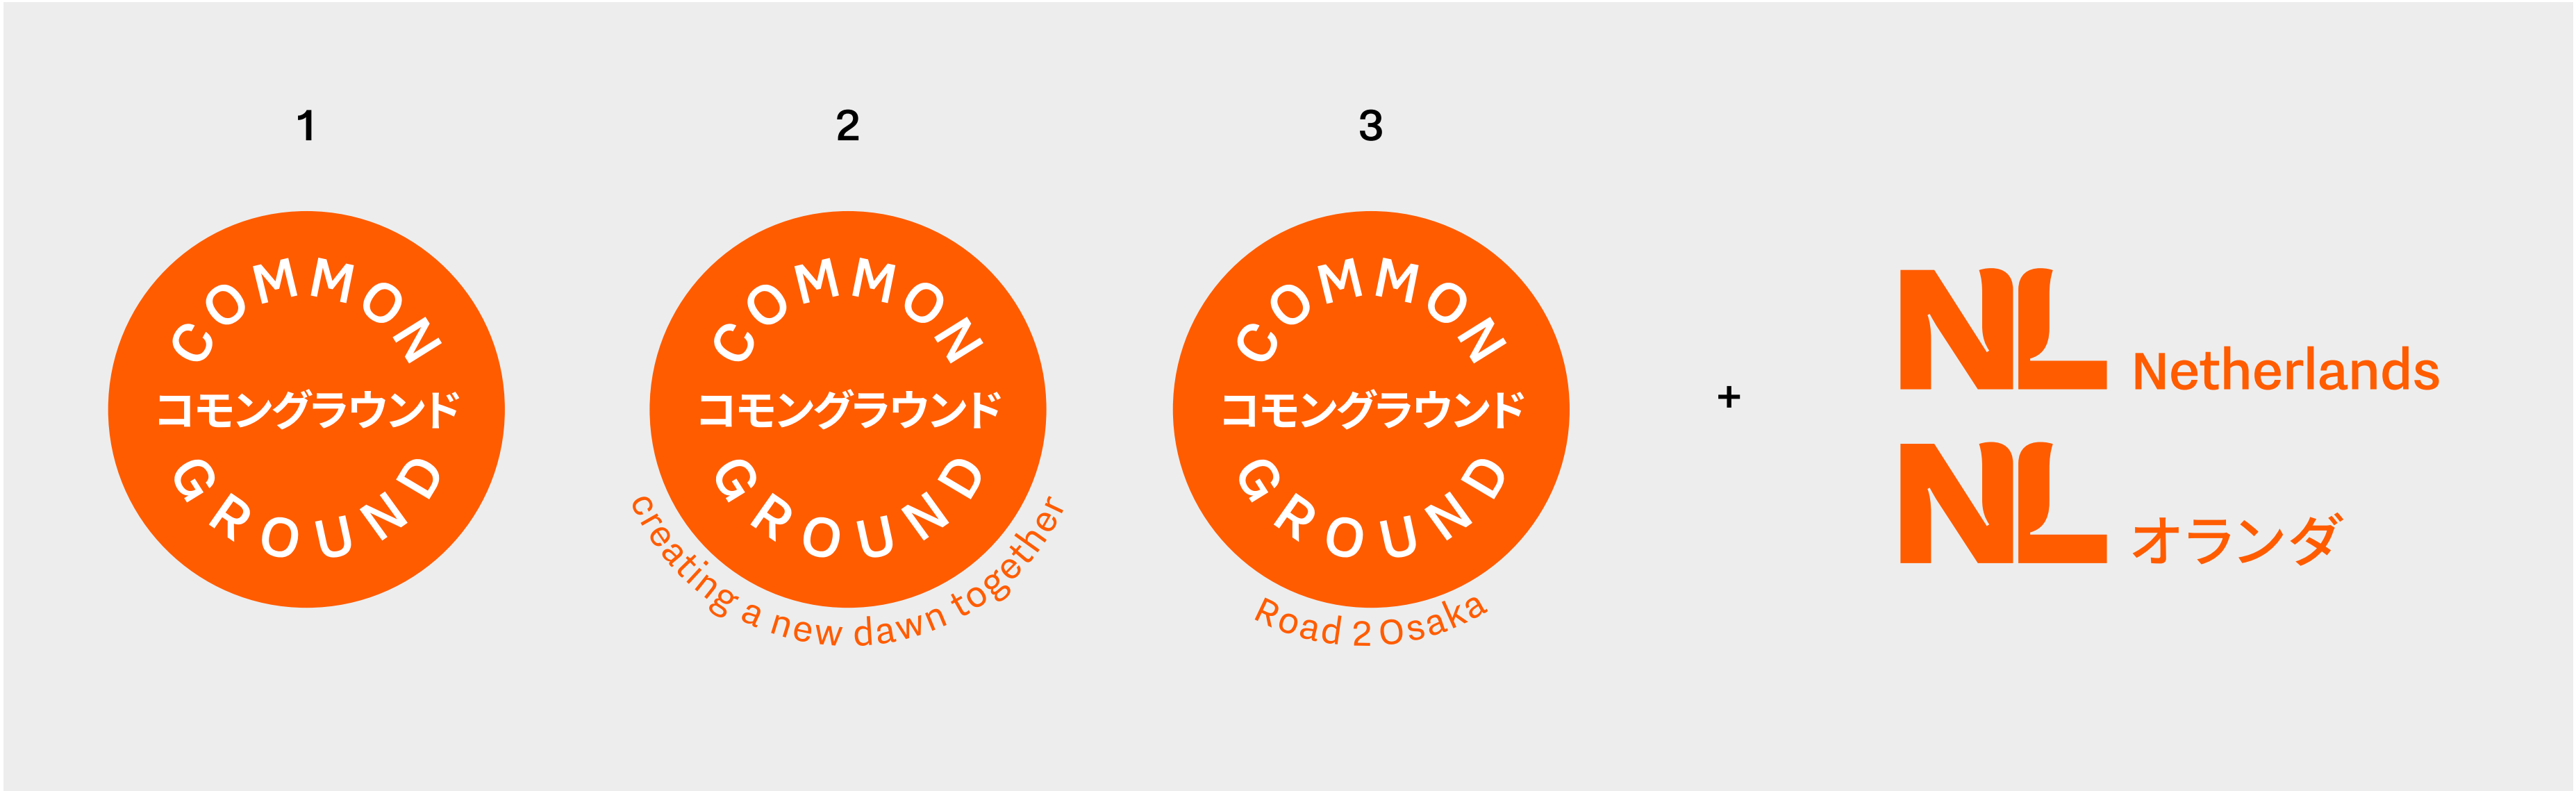 1
COMMON
コモングラウンド
GROUND
2
COMMON
コモングラウンド
GROUND
creating a new dawn together
3
COMMON
コモングラウンド
GROUND
Road 2 Osaka
+
NL Netherlands
NL オランダ